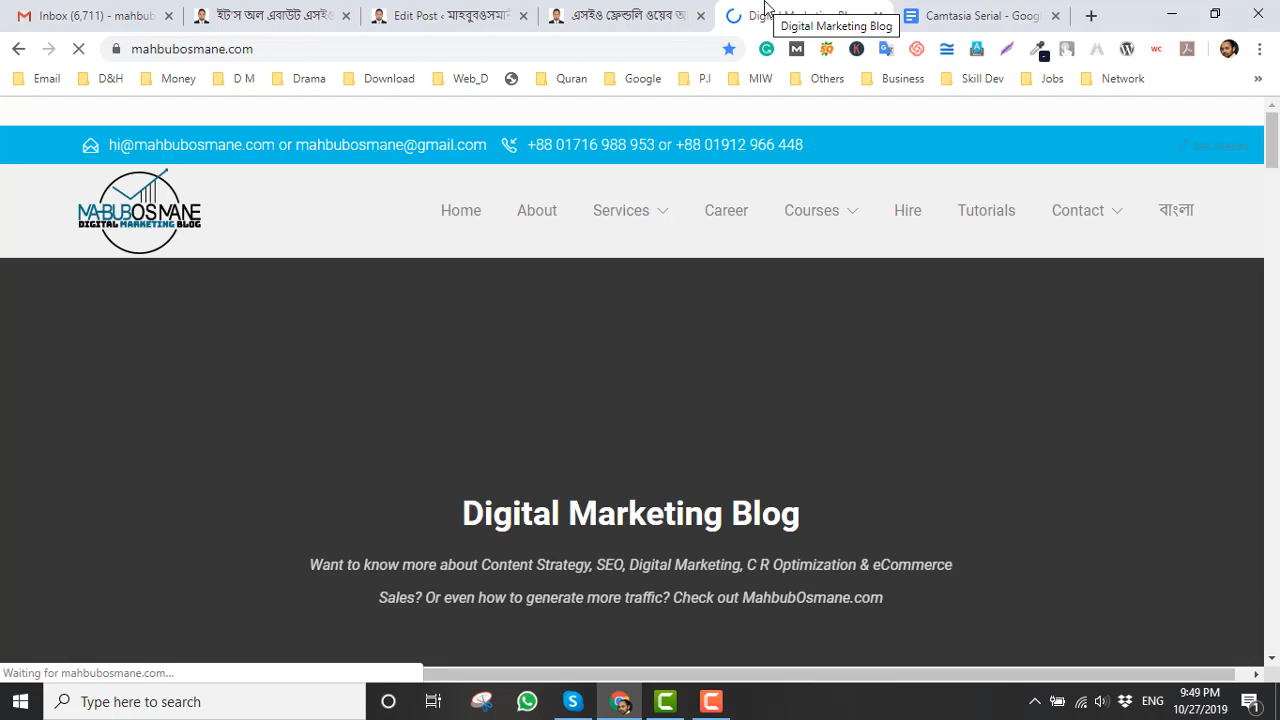 Inbox (6,711) - mahbub
ইট'স অল এবাউট এসইও
Edit Post ‹ মাহবুবওসমানী
এসইও ফ্রেন্ডলি ওয়েব
Digital Marketing Blog
Camtasia Serial - Googl
Digital Marketing Blog
mahbubosmane.com
Email
D&H
Money
D M
Drama
Download
Web_D
Quran
Google
P.I
MIW
Others
Business
Skill Dev
Jobs
Network
»
hi@mahbubosmane.com or mahbubosmane@gmail.com
+88 01716 988 953 or +88 01912 966 448
MAHBUBOSMANE
DIGITAL MARKETING BLOG
Home
About
Services
Career
Courses
Hire
Tutorials
Contact
বাংলা
Digital Marketing Blog
Want to know more about Content Strategy, SEO, Digital Marketing, C R Optimization & eCommerce
Sales? Or even how to generate more traffic? Check out MahbubOsmane.com
Waiting for mahbubosmane.com...
Type here to search
ENG
9:49 PM
10/27/2019